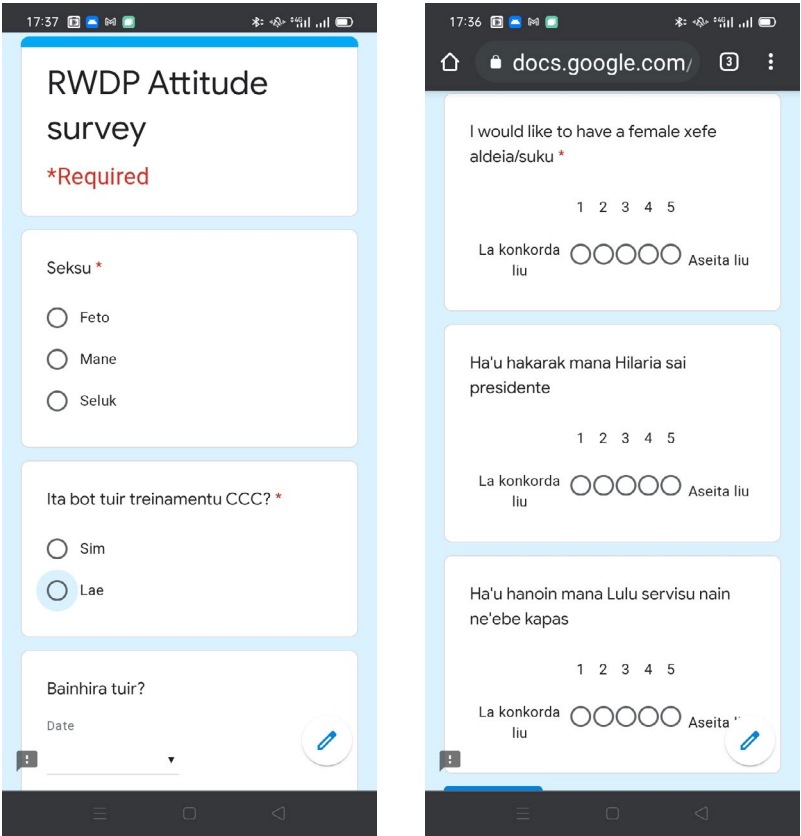 17:37
RWDP Attitude
survey
*Required
Seksu *
Feto
Mane
Seluk
Ita bot tuir treinamentu CCC? *
Sim
Lae
Bainhira tuir?
Date
17:36
docs.google.com/
3
I would like to have a female xefe
aldeia/suku *
1 2 3 4 5
La konkorda
liu
Aseita liu
Ha'u hakarak mana Hilaria sai
presidente
1 2 3 4 5
La konkorda
liu
Aseita liu
Ha'u hanoin mana Lulu servisu nain
ne'ebe kapas
1 2 3 4 5
La konkorda
liu
Aseita